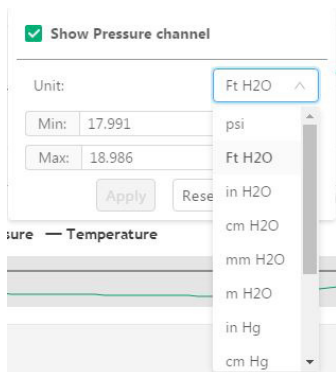 Show Pressure channel
Unit:
Ft H2O
Min: 17.991
psi
Max: 18.986
Ft H2O
in H2O
Apply
Rese
cm H2O
sure — Temperature
mm H2O
m H2O
in Hg
cm Hg